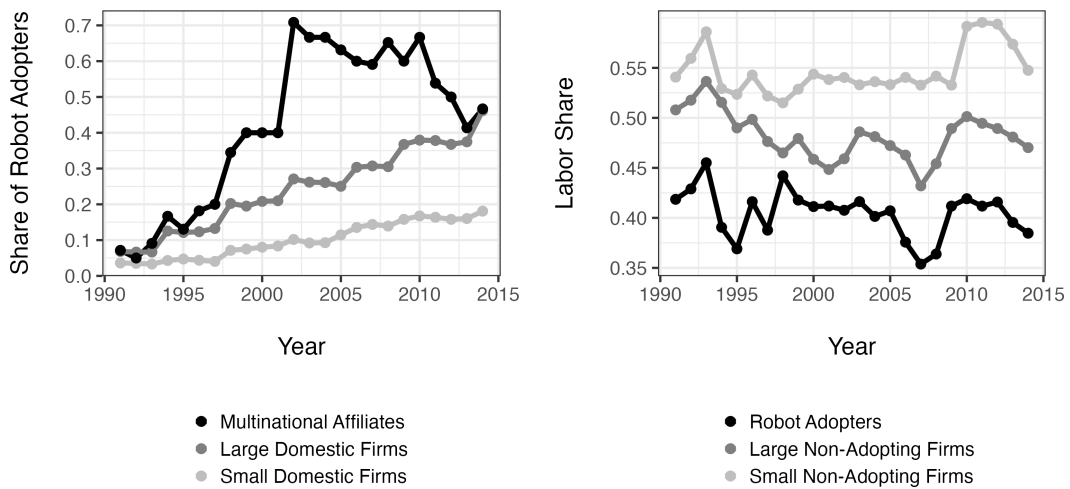 Share of Robot Adopters
0.7
0.6
0.5
0.4
0.3
0.2
0.1
0.0
1990 1995 2000 2005 2010 2015
Year
Multinational Affiliates
Large Domestic Firms
Small Domestic Firms
Labor Share
0.55
0.50
0.45
0.40
0.35
1990 1995 2000 2005 2010 2015
Year
Robot Adopters
Large Non-Adopting Firms
Small Non-Adopting Firms